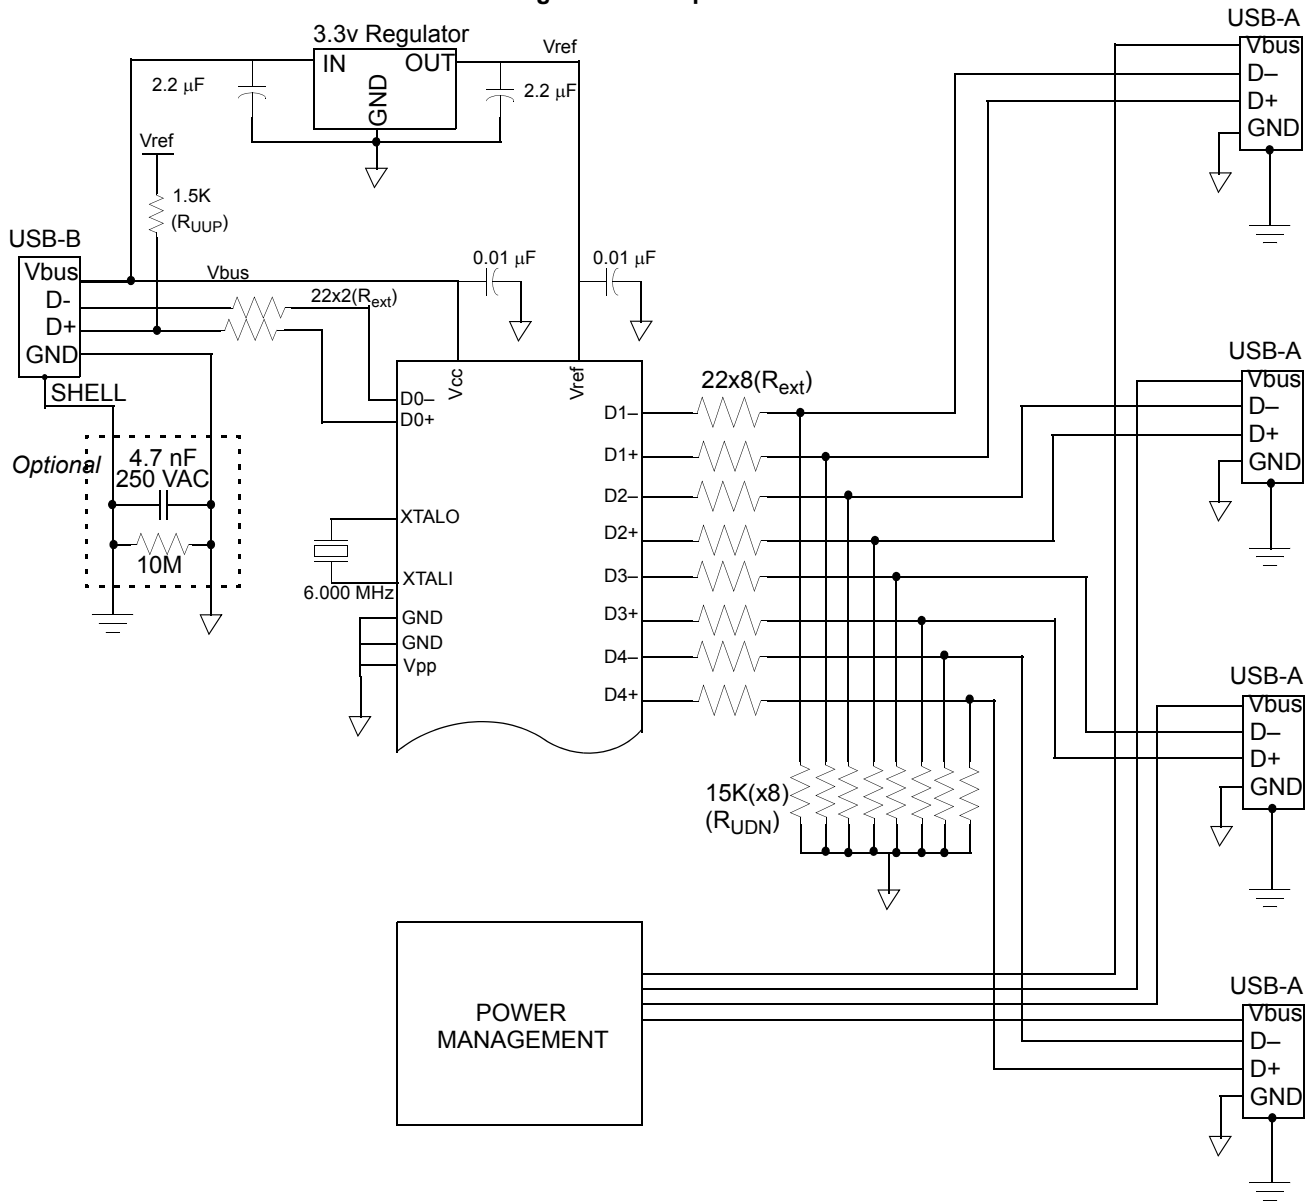 USB-A
3.3v Regulator
Vref
Vbus
IN
OUT
D–
2.2 μF
GND
2.2 μF
D+
GND
Vref
1.5K
(RUUP)
USB-B
Vbus
Vbus
0.01 μF
0.01 μF
D-
22x2(Rext)
D+
GND
SHELL
Vcc
Vref
D0–
D0+
22x8(Rext)
D1–
D1+
D2–
D2+
D3–
D3+
D4–
D4+
USB-A
Vbus
D–
D+
GND
Optional
4.7 nF
250 VAC
10M
XTALO
XTALI
6.000 MHz
GND
GND
Vpp
USB-A
Vbus
D–
D+
GND
15K(x8)
(RUDN)
POWER
MANAGEMENT
USB-A
Vbus
D–
D+
GND